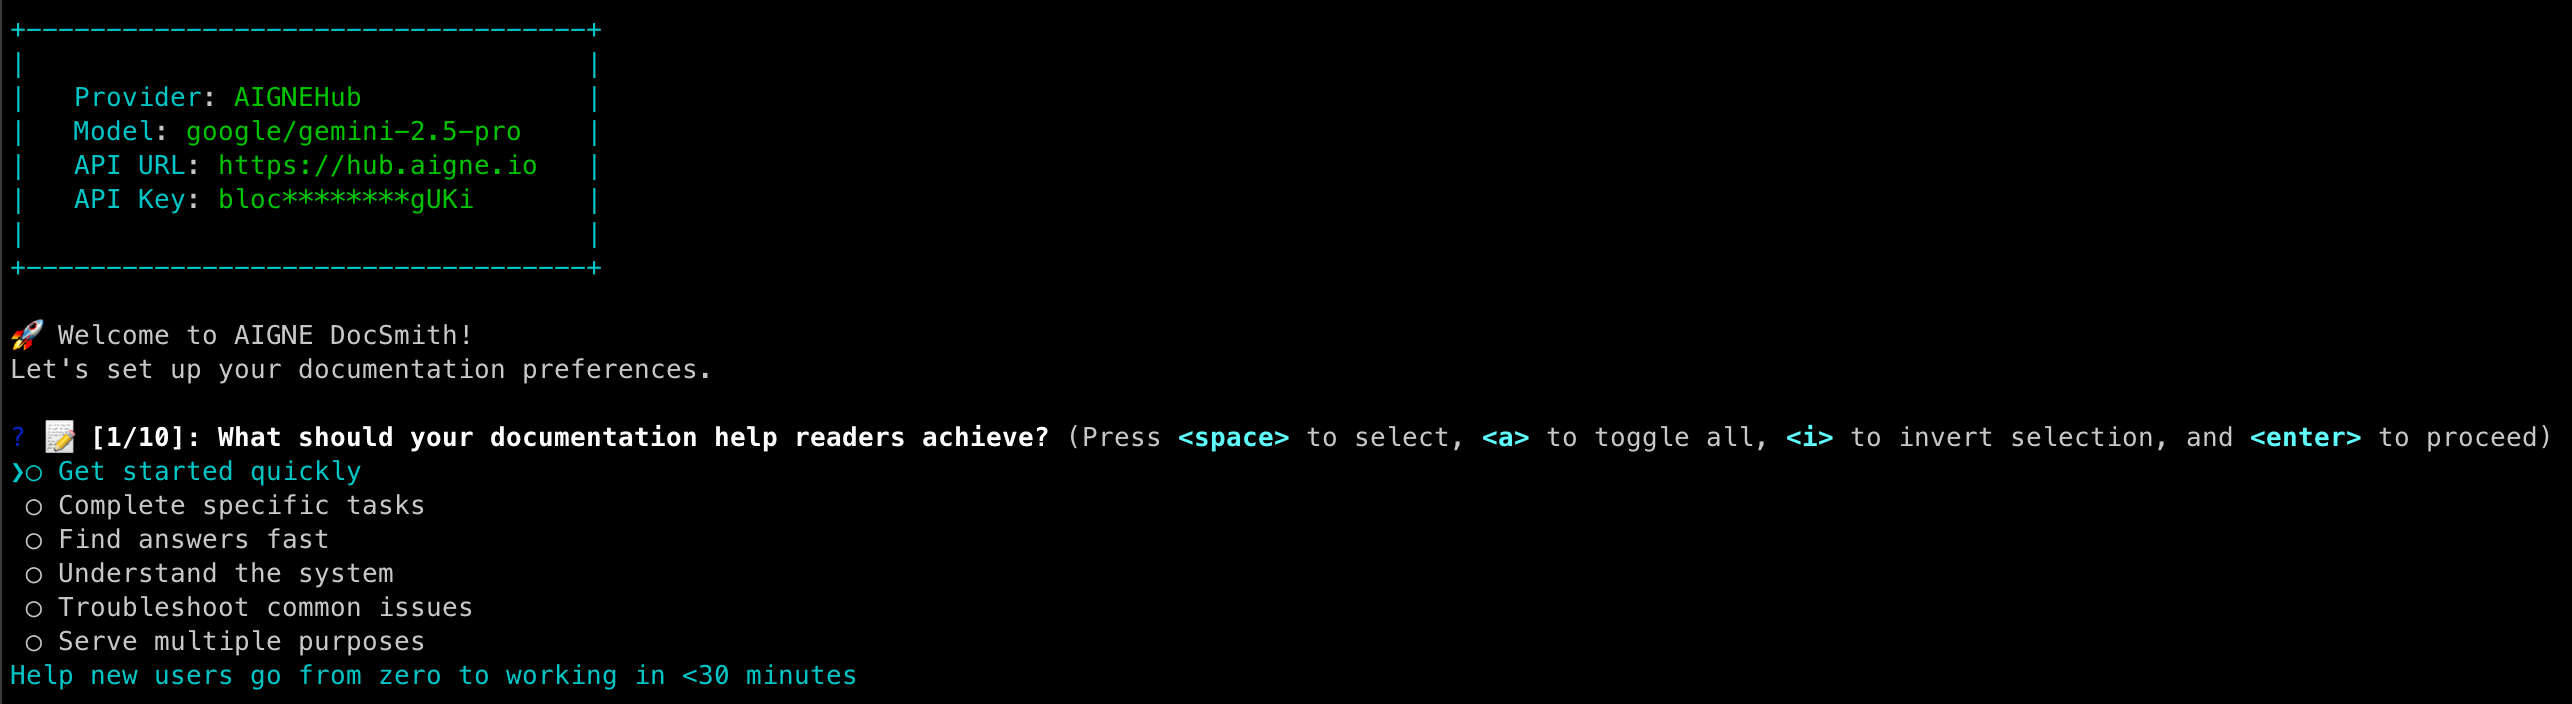 +-----------------------------------+
|                                   |
|   Provider: AIGNEHub              |
|   Model: google/gemini-2.5-pro    |
|   API URL: https://hub.aigne.io   |
|   API Key: bloc********gUKi       |
|                                   |
+-----------------------------------+
🚀 Welcome to AIGNE DocSmith!
Let's set up your documentation preferences.
? 📝 [1/10]: What should your documentation help readers achieve? (Press <space> to select, <a> to toggle all, <i> to invert selection, and <enter> to proceed)
❯○ Get started quickly
 ○ Complete specific tasks
 ○ Find answers fast
 ○ Understand the system
 ○ Troubleshoot common issues
 ○ Serve multiple purposes
Help new users go from zero to working in <30 minutes